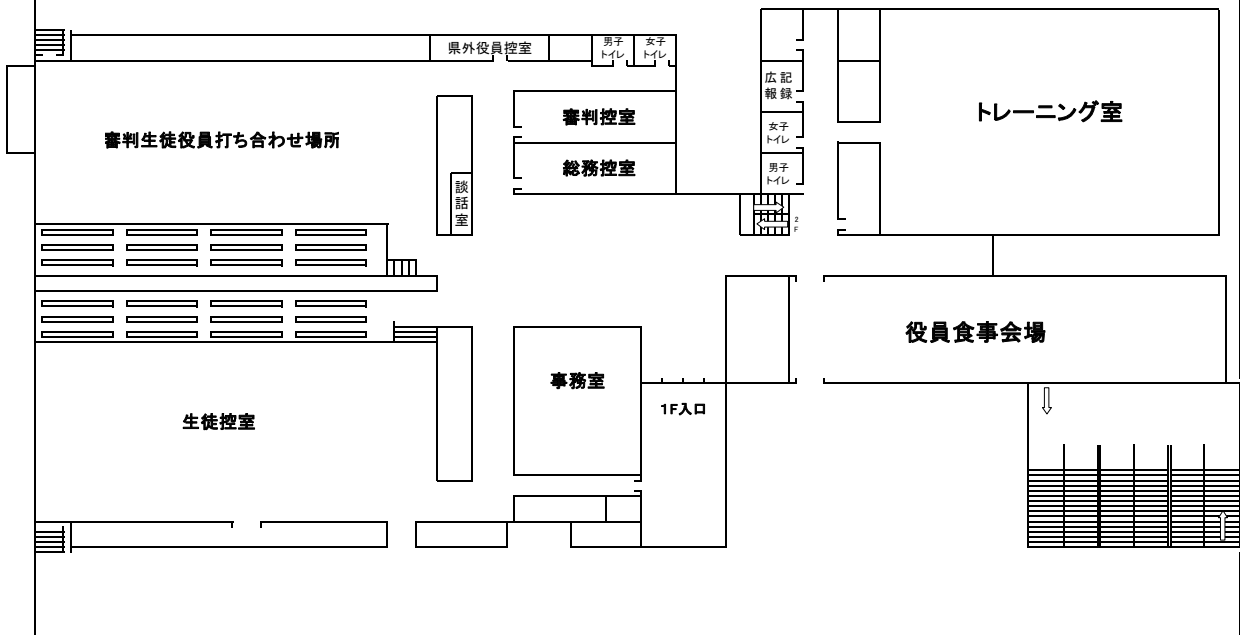 県外役員控室
男子
トイレ
女子
トイレ
審判控室
総務控室
審判生徒役員打ち合わせ場所
談話室
広報
記録
女子
トイレ
男子
トイレ
2F
トレーニング室
役員食事会場
事務室
1F入口
生徒控室